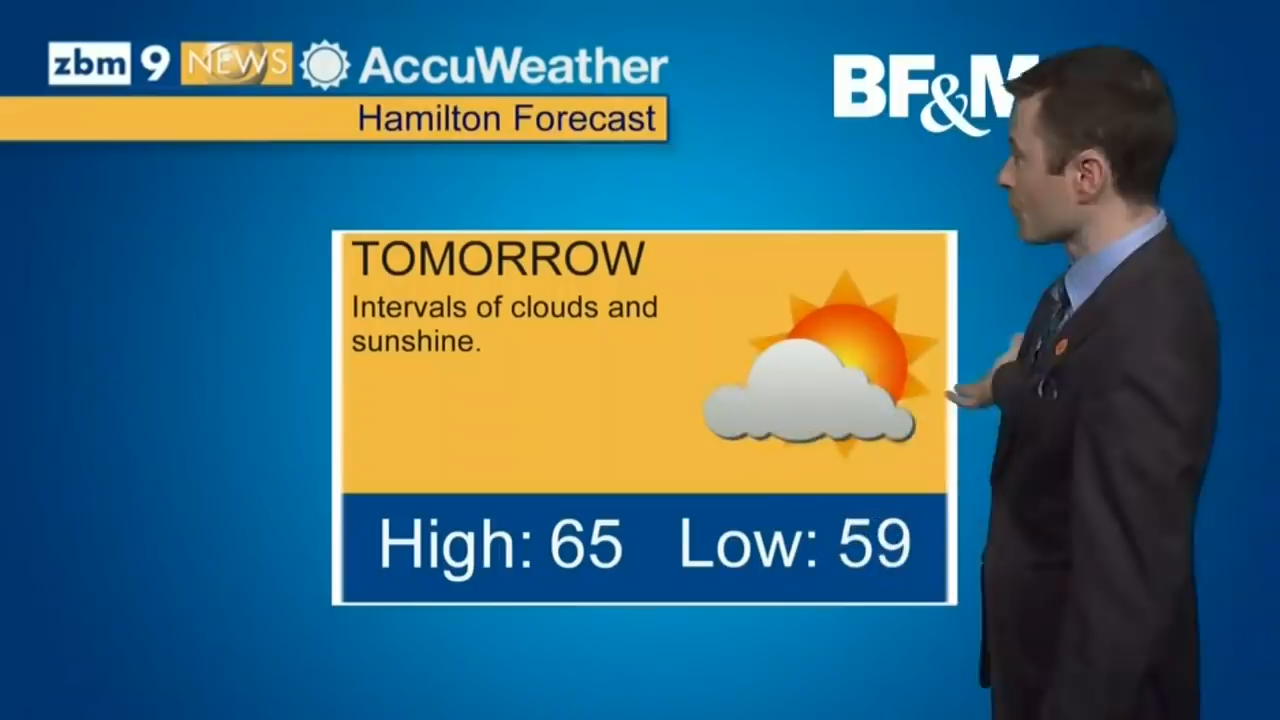 zbm 9 NEWS AccuWeather
BF&M
Hamilton Forecast
TOMORROW
Intervals of clouds and
sunshine.
High: 65 Low: 59